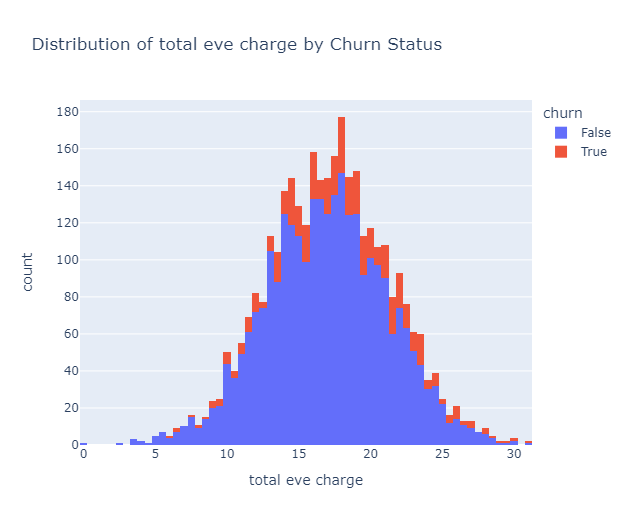 Distribution of total eve charge by Churn Status
churn
False
True
180
160
140
120
100
80
60
40
20
0
count
0 5 10 15 20 25 30
total eve charge